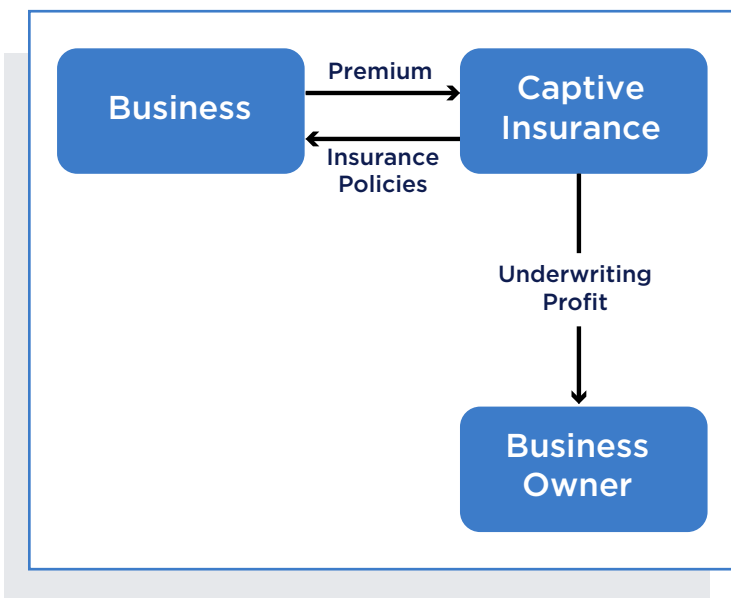 Business
Premium
Captive
Insurance
Insurance
Policies
Underwriting
Profit
Business
Owner